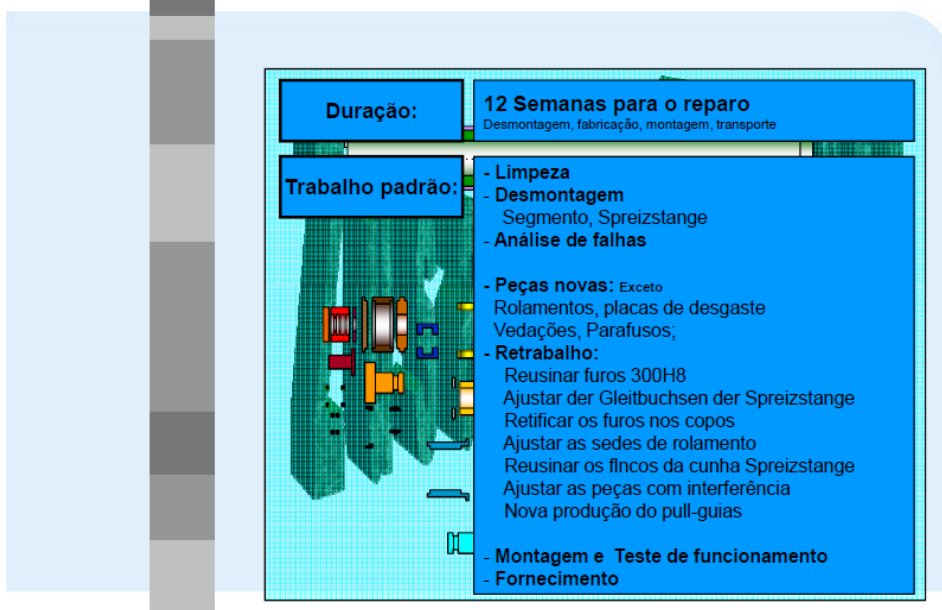 Duração:
12 Semanas para o reparo
Desmontagem, fabricação, montagem, transporte
Trabalho padrão:
- Limpeza
- Desmontagem
Segmento, Spreizstange
- Análise de falhas
- Peças novas: Exceto
Rolamentos, placas de desgaste
Vedações, Parafusos;
- Retrabalho:
Reusinar furos 300H8
Ajustar der Gleitbuchsen der Spreizstange
Retificar os furos nos copos
Ajustar as sedes de rolamento
Reusinar os flncos da cunha Spreizstange
Ajustar as peças com interferência
Nova produção do pull-guias
- Montagem e Teste de funcionamento
- Fornecimento